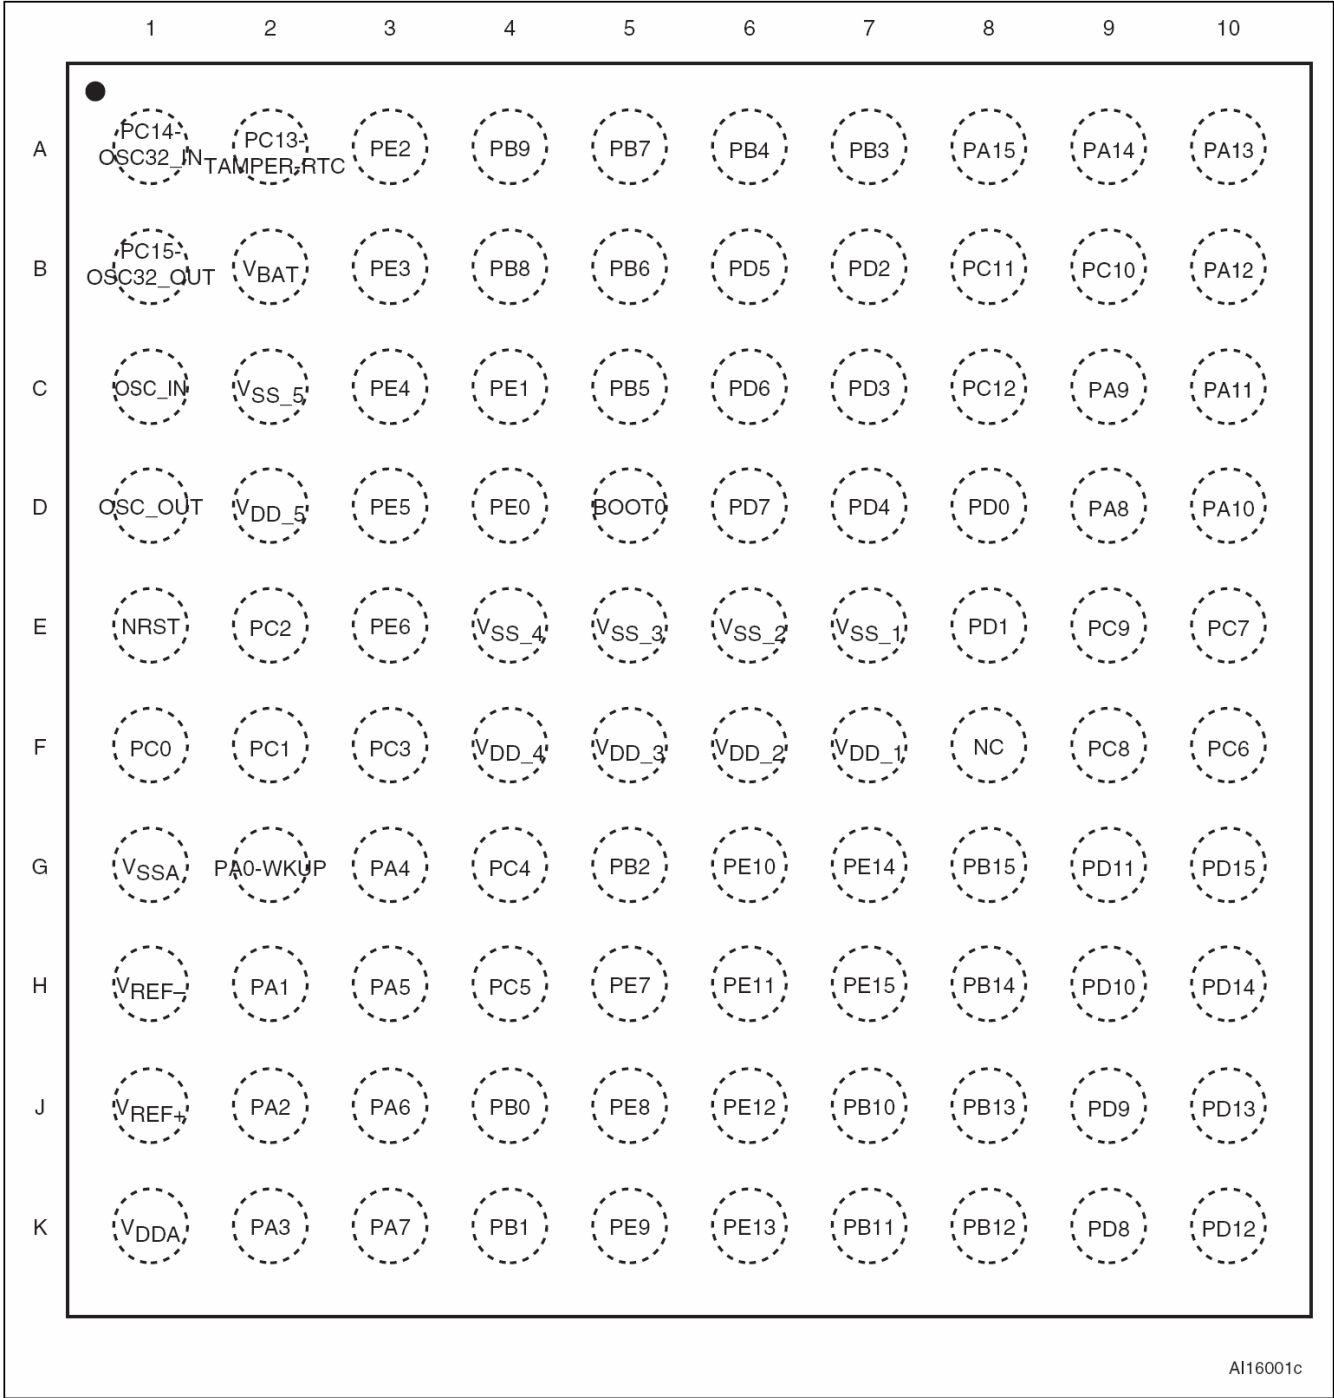 1 2 3 4 5 6 7 8 9 10
A PC14-OSC32_IN PC13-TAMPER-RTC PE2 PB9 PB7 PB4 PB3 PA15 PA14 PA13
B PC15-OSC32_OUT VBAT PE3 PB8 PB6 PD5 PD2 PC11 PC10 PA12
C OSC_IN VSS_5 PE4 PE1 PB5 PD6 PD3 PC12 PA9 PA11
D OSC_OUT VDD_5 PE5 PE0 BOOT0 PD7 PD4 PD0 PA8 PA10
E NRST PC2 PE6 VSS_4 VSS_3 VSS_2 VSS_1 PD1 PC9 PC7
F PC0 PC1 PC3 VDD_4 VDD_3 VDD_2 VDD_1 NC PC8 PC6
G VSSA PA0-WKUP PA4 PC4 PB2 PE10 PE14 PB15 PD11 PD15
H VREF– PA1 PA5 PC5 PE7 PE11 PE15 PB14 PD10 PD14
J VREF+ PA2 PA6 PB0 PE8 PE12 PB10 PB13 PD9 PD13
K VDDA PA3 PA7 PB1 PE9 PE13 PB11 PB12 PD8 PD12
AI16001c